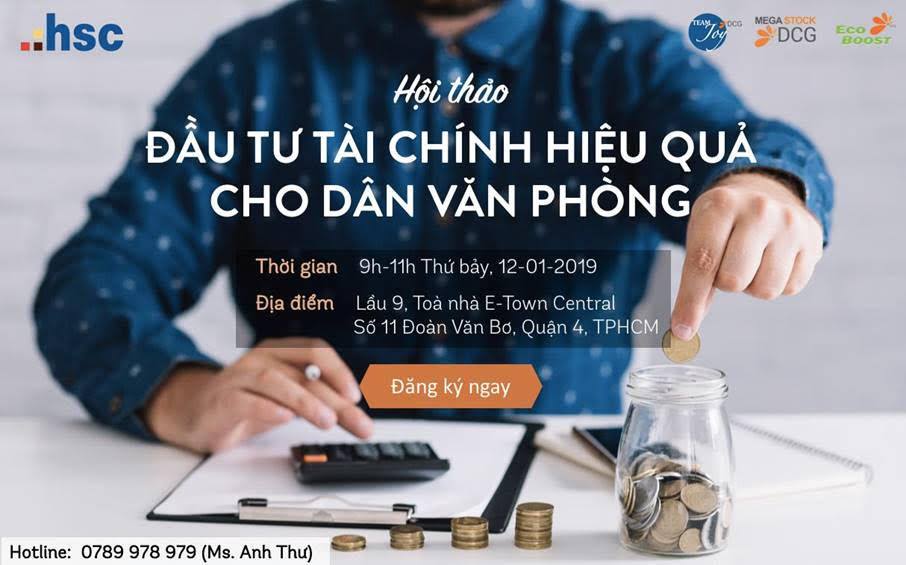 .hsc
TEAM Joy DCG
MEGA STOCK
DCG
ECO
BOOST
Hội thảo
ĐẦU TƯ TÀI CHÍNH HIỆU QUẢ
CHO DÂN VĂN PHÒNG
Thời gian 9h-11h Thứ bảy, 12-01-2019
Địa điểm Lầu 9, Toà nhà E-Town Central
Số 11 Đoàn Văn Bơ, Quận 4, TPHCM
Đăng ký ngay
Hotline: 0789 978 979 (Ms. Anh Thư)